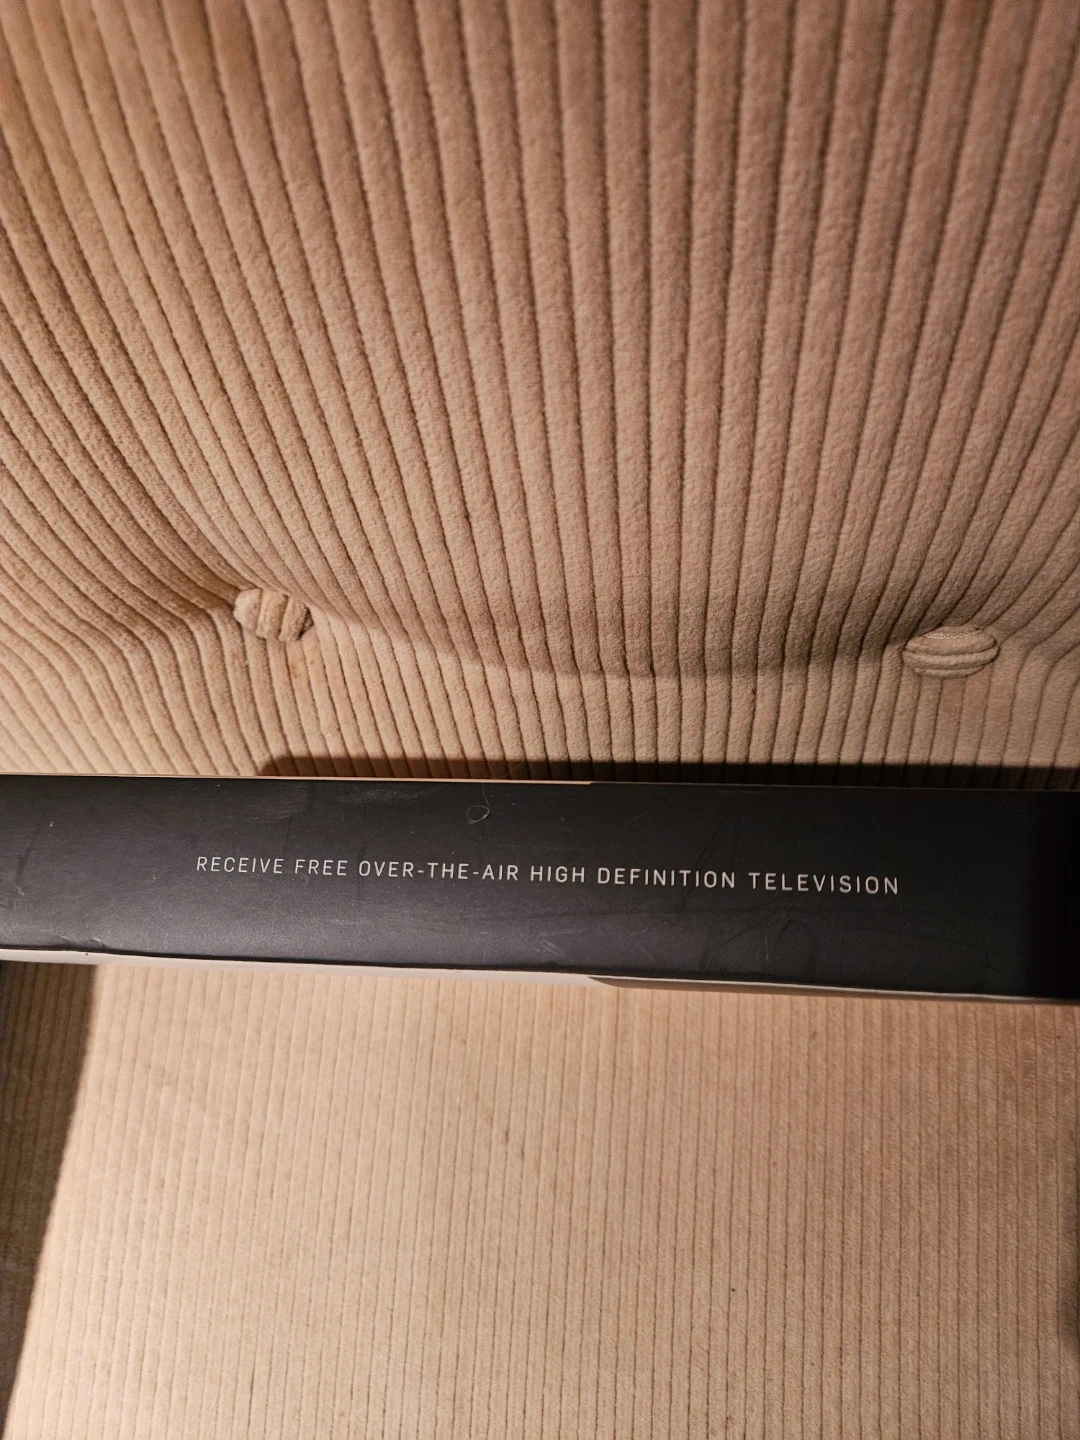 RECEIVE FREE OVER-THE-AIR HIGH DEFINITION TELEVISION